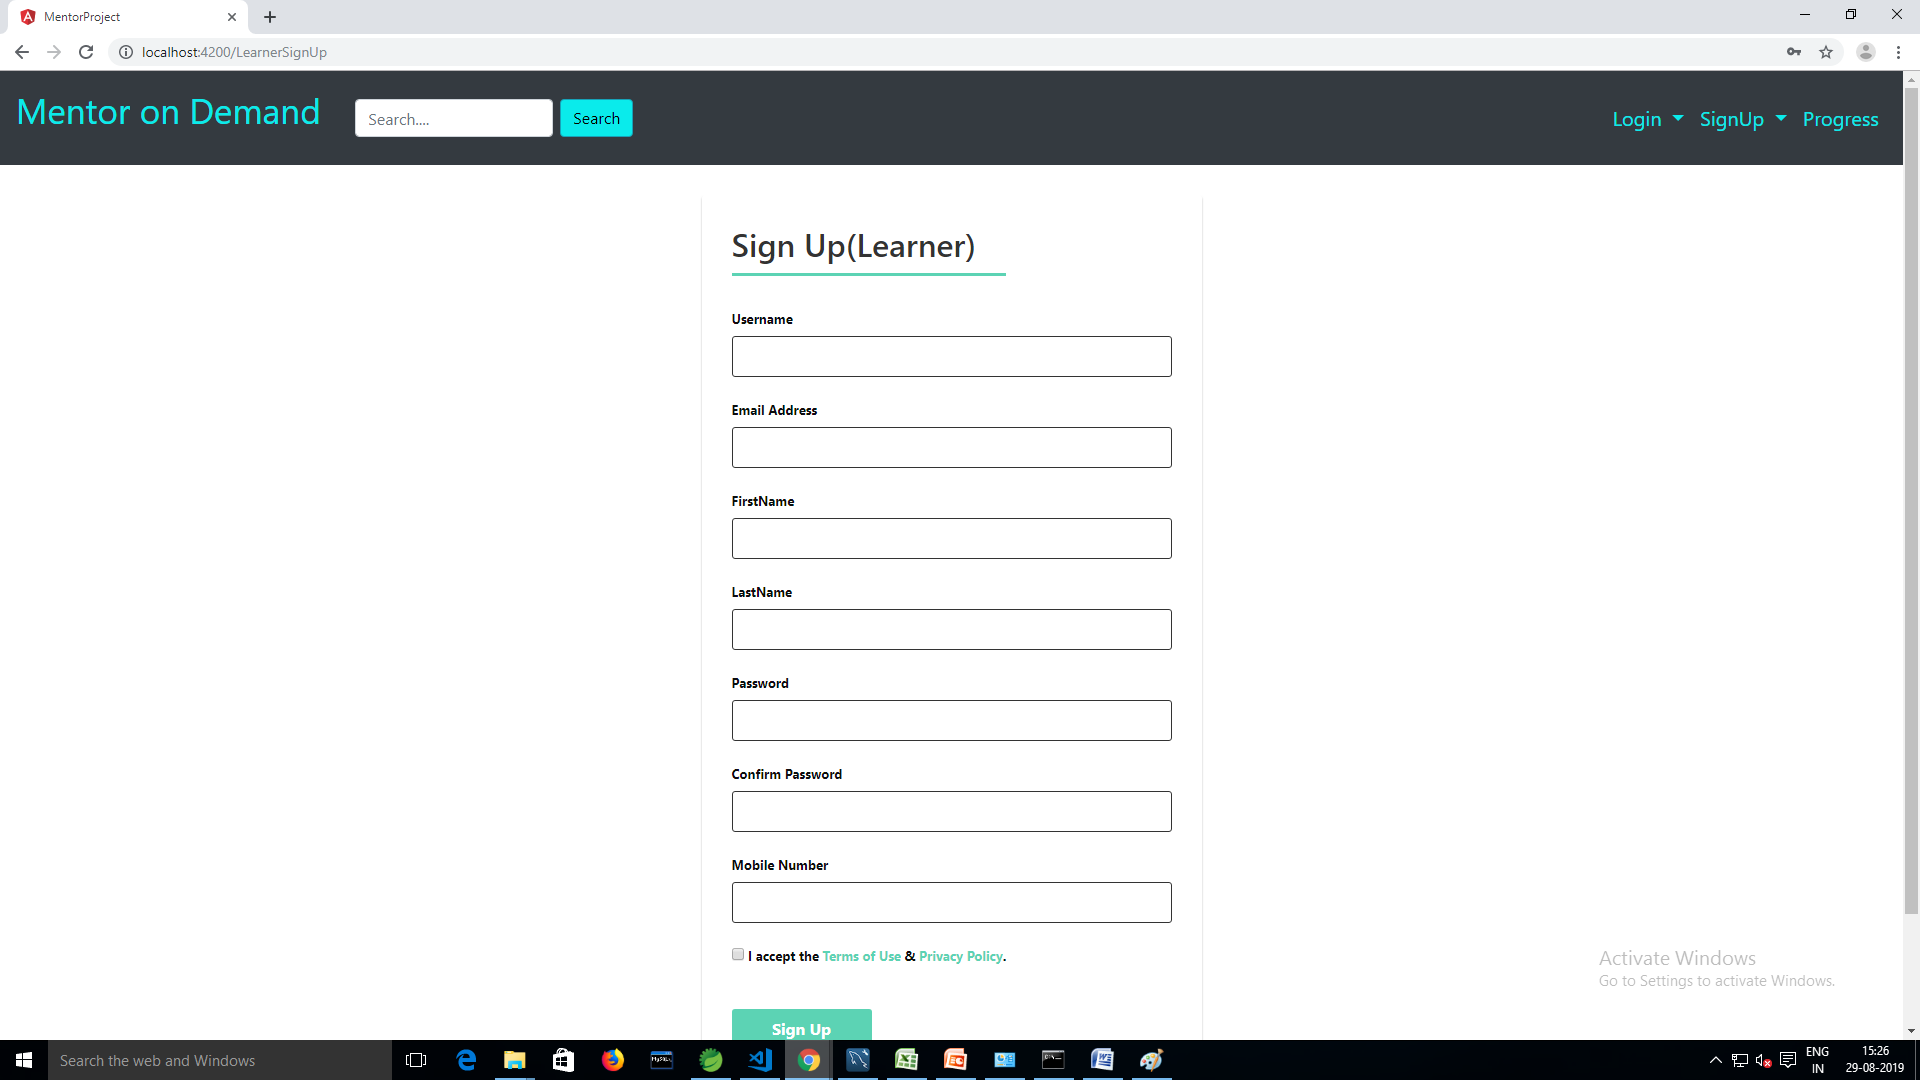 MentorProject
localhost:4200/LearnerSignUp
Mentor on Demand
Search....
Search
Login
SignUp
Progress
Sign Up(Learner)
Username
Email Address
FirstName
LastName
Password
Confirm Password
Mobile Number
I accept the Terms of Use & Privacy Policy.
Sign Up
Activate Windows
Go to Settings to activate Windows.
Search the web and Windows
ENG
IN
15:26
29-08-2019